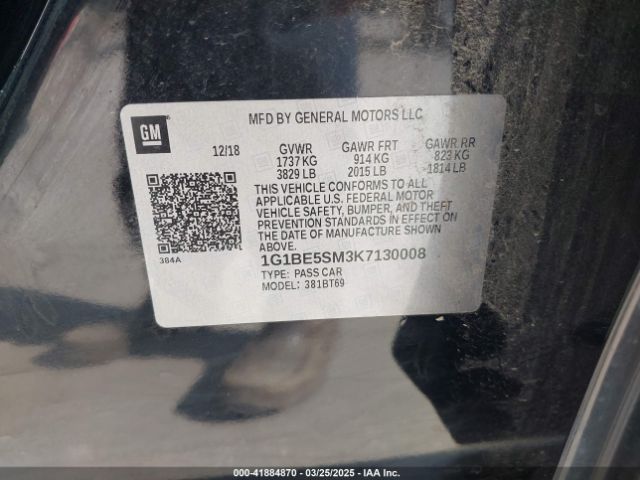 MFD BY GENERAL MOTORS LLC
GM
12/18 GVWR GAWR FRT GAWR RR
1737 KG 914 KG 823 KG
3829 LB 2015 LB 1814 LB
THIS VEHICLE CONFORMS TO ALL
APPLICABLE U.S. FEDERAL MOTOR
VEHICLE SAFETY, BUMPER, AND THEFT
PREVENTION STANDARDS IN EFFECT ON
THE DATE OF MANUFACTURE SHOWN
ABOVE.
384A
1G1BE5SM3K7130008
TYPE: PASS CAR
MODEL: 381BT69
000-41884870 - 03/25/2025 - IAA Inc.